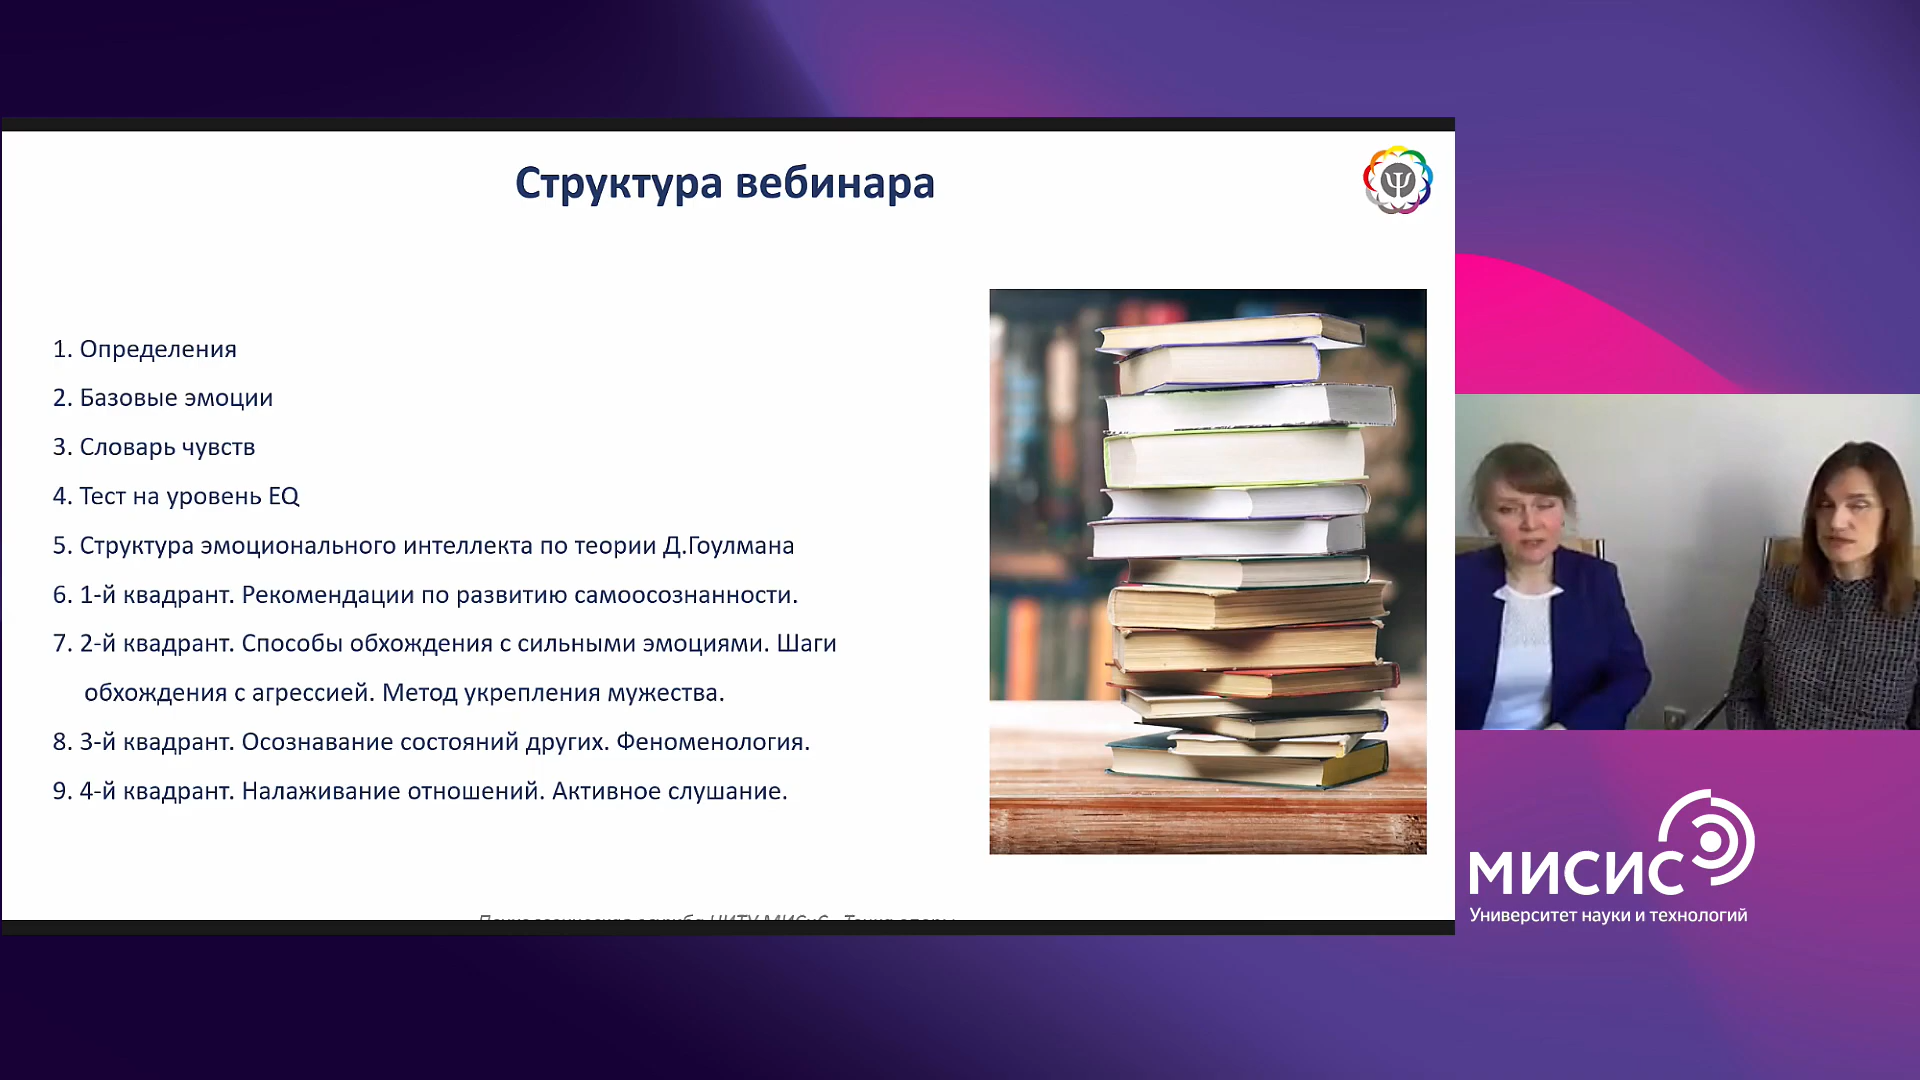 Структура вебинара
1. Определения
2. Базовые эмоции
3. Словарь чувств
4. Тест на уровень EQ
5. Структура эмоционального интеллекта по теории Д.Гоулмана
6. 1-й квадрант. Рекомендации по развитию самоосознанности.
7. 2-й квадрант. Способы обхождения с сильными эмоциями. Шаги
обхождения с агрессией. Метод укрепления мужества.
8. 3-й квадрант. Осознавание состояний других. Феноменология.
9. 4-й квадрант. Налаживание отношений. Активное слушание.
МИСИС
Университет науки и технологий